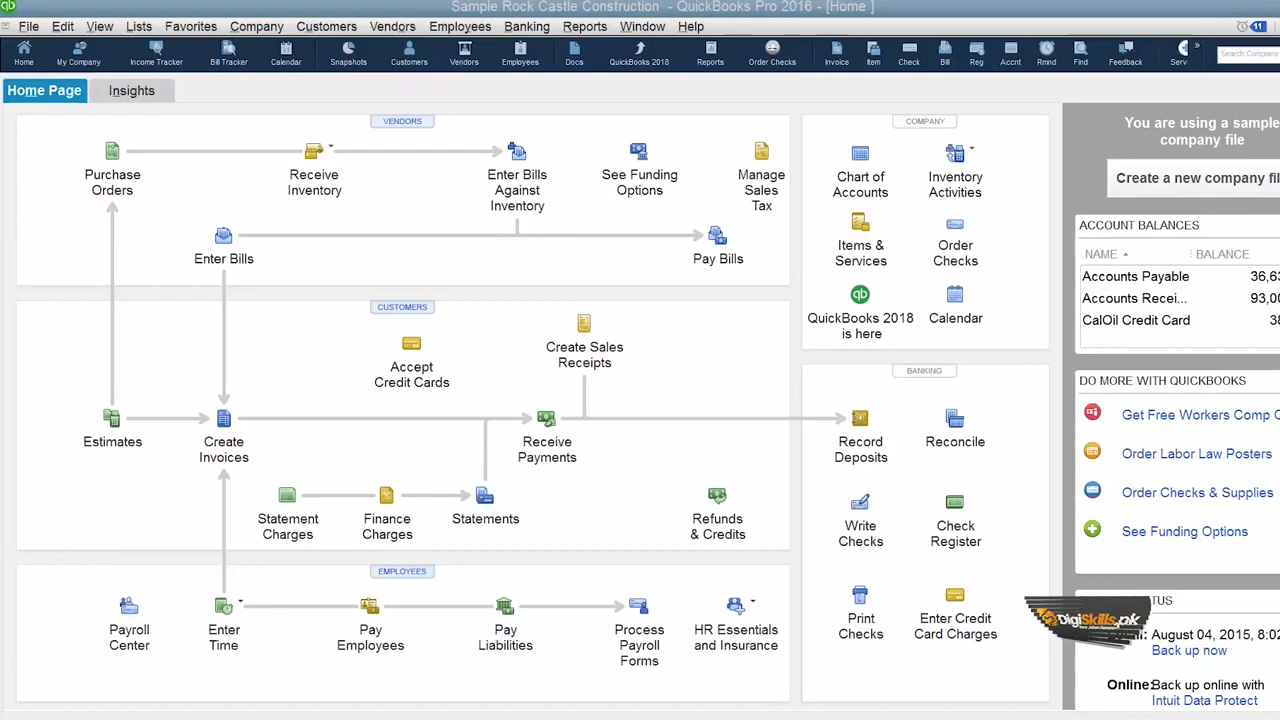 Sample Rock Castle Construction - QuickBooks Pro 2016 - [Home ]
File Edit View Lists Favorites Company Customers Vendors Employees Banking Reports Window Help
11
Home My Company Income Tracker Bill Tracker Calendar Snapshots Customers Vendors Employees Docs QuickBooks 2018 Reports Order Checks Invoice Item Check Bill Reg Accnt Rmnd Find Feedback Serv
Search Company
Home Page Insights
VENDORS
Purchase Orders
Receive Inventory
Enter Bills Against Inventory
See Funding Options
Manage Sales Tax
Enter Bills
Pay Bills
CUSTOMERS
Create Sales Receipts
Accept Credit Cards
Estimates
Create Invoices
Receive Payments
Statement Charges
Finance Charges
Statements
Refunds & Credits
EMPLOYEES
Payroll Center
Enter Time
Pay Employees
Pay Liabilities
Process Payroll Forms
HR Essentials and Insurance
COMPANY
Chart of Accounts
Inventory Activities
Items & Services
Order Checks
qb
QuickBooks 2018 is here
Calendar
BANKING
Record Deposits
Reconcile
Write Checks
Check Register
Print Checks
Enter Credit Card Charges
You are using a sample
company file
Create a new company fil
ACCOUNT BALANCES
NAME BALANCE
Accounts Payable 36,63
Accounts Recei... 93,00
CalOil Credit Card 38
DO MORE WITH QUICKBOOKS
Get Free Workers Comp
Order Labor Law Posters
Order Checks & Supplies
See Funding Options
DigiSkills.pk
August 04, 2015, 8:02
Back up now
Online: Back up online with
Intuit Data Protect